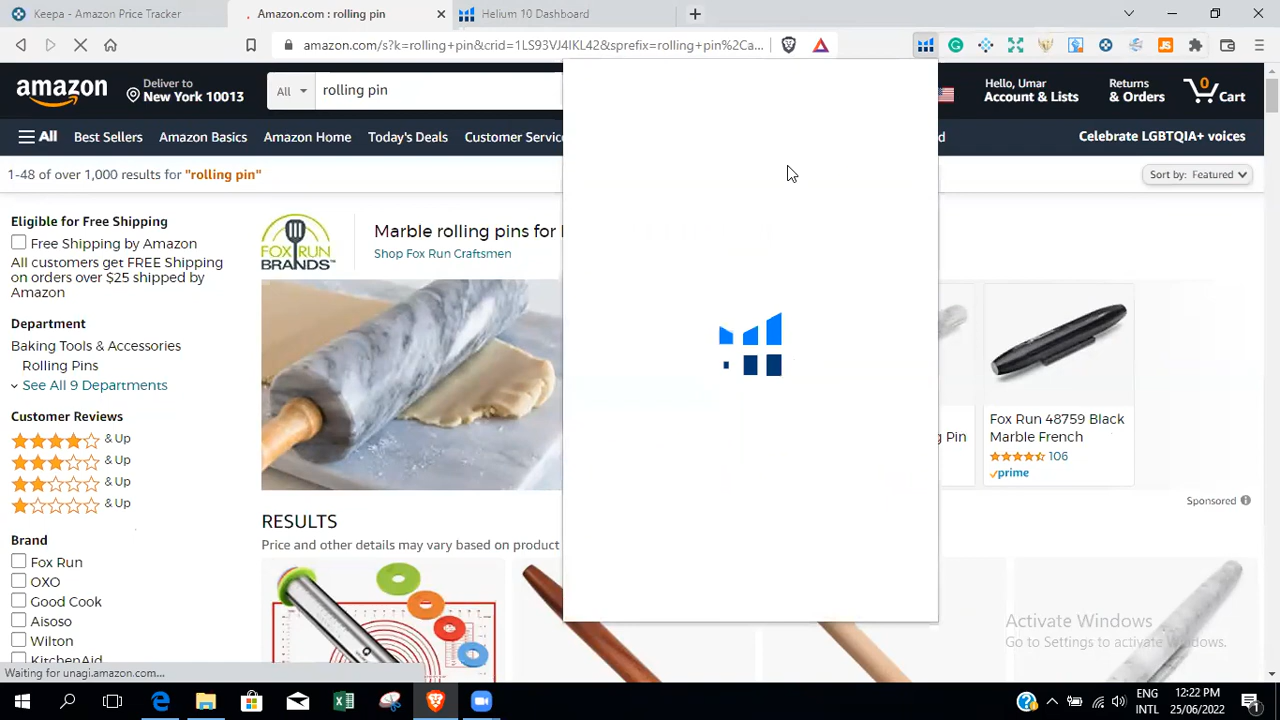 Keepa - Amazon Price Tracker
Amazon.com : rolling pin
Helium 10 Dashboard
amazon.com/s?k=rolling+pin&crid=1LS93VJ4IKL42&sprefix=rolling+pin%2Ca...
amazon
Deliver to
New York 10013
All
rolling pin
Hello, Umar
Account & Lists
Returns
& Orders
0
Cart
All
Best Sellers
Amazon Basics
Amazon Home
Today's Deals
Customer Service
Celebrate LGBTQIA+ voices
1-48 of over 1,000 results for "rolling pin"
Sort by: Featured
Eligible for Free Shipping
Free Shipping by Amazon
All customers get FREE Shipping
on orders over $25 shipped by
Amazon
Department
Baking Tools & Accessories
Rolling Pins
See All 9 Departments
Customer Reviews
& Up
& Up
& Up
& Up
Brand
Fox Run
OXO
Good Cook
Aisoso
Wilton
KitchenAid
FOX RUN
BRANDS™
Marble rolling pins for
Shop Fox Run Craftsmen
RESULTS
Price and other details may vary based on product
g Pin
Fox Run 48759 Black
Marble French
106
prime
Sponsored
Activate Windows
Go to Settings to activate Windows.
Waiting for unagi.amazon.com...
ENG
INTL
12:22 PM
25/06/2022
1